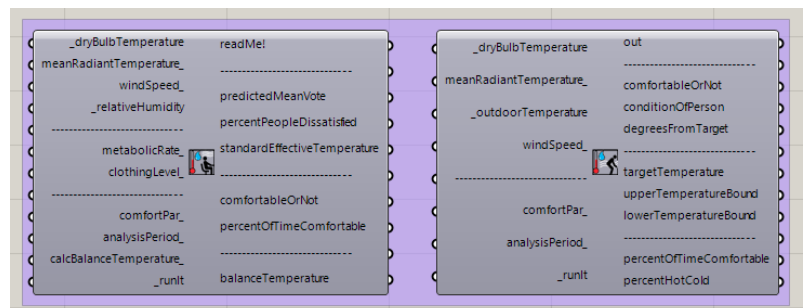 _dryBulbTemperature
meanRadiantTemperature_
windSpeed_
_relativeHumidity
------------------------------
metabolicRate_
clothingLevel_
------------------------------
comfortPar_
analysisPeriod_
calcBalanceTemperature_
_runIt
readMe!
------------------------------
predictedMeanVote
percentPeopleDissatisfied
standardEffectiveTemperature
------------------------------
comfortableOrNot
percentOfTimeComfortable
------------------------------
balanceTemperature
_dryBulbTemperature
meanRadiantTemperature_
_outdoorTemperature
windSpeed_
------------------------------
comfortPar_
analysisPeriod_
_runIt
out
------------------------------
comfortableOrNot
conditionOfPerson
degreesFromTarget
------------------------------
targetTemperature
upperTemperatureBound
lowerTemperatureBound
------------------------------
percentOfTimeComfortable
percentHotCold